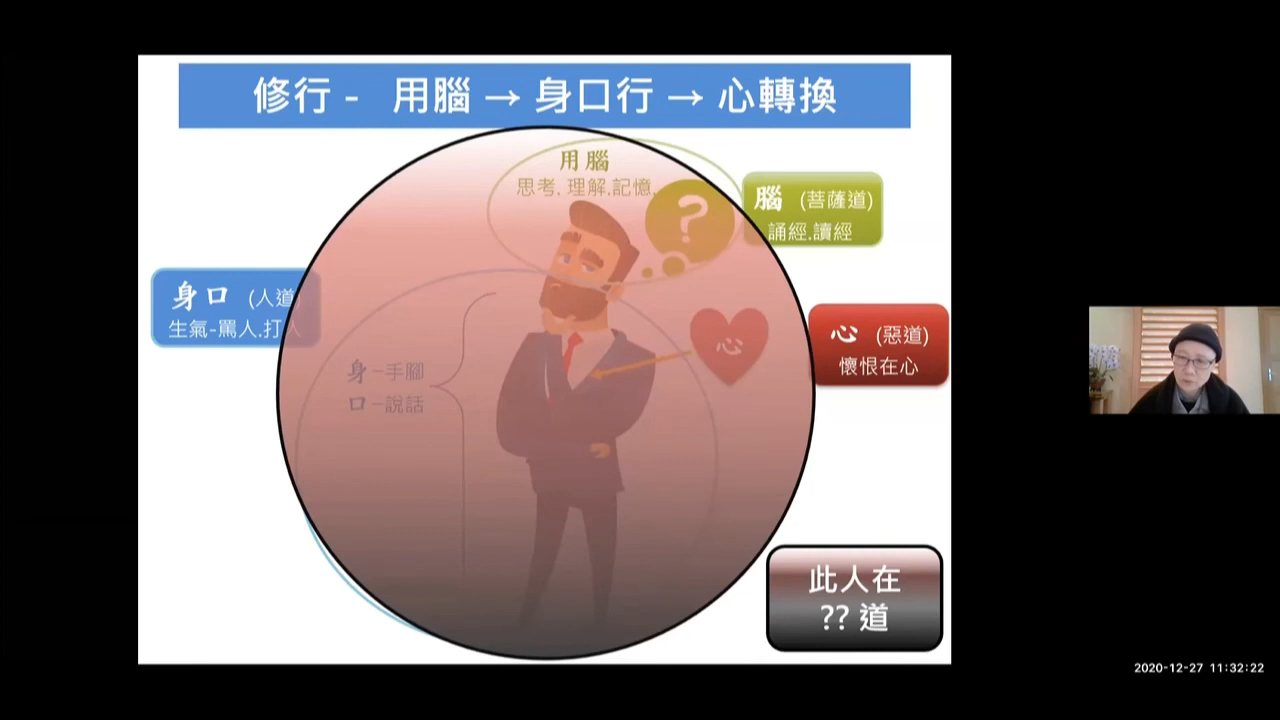 修行 - 用腦 → 身口行 → 心轉換
用腦
思考.理解.記憶.
?
腦 (菩薩道)
誦經.讀經
身口 (人道)
生氣-罵人.打人
心 (惡道)
懷恨在心
心
身-手腳
口-說話
此人在
?? 道
2020-12-27 11:32:22